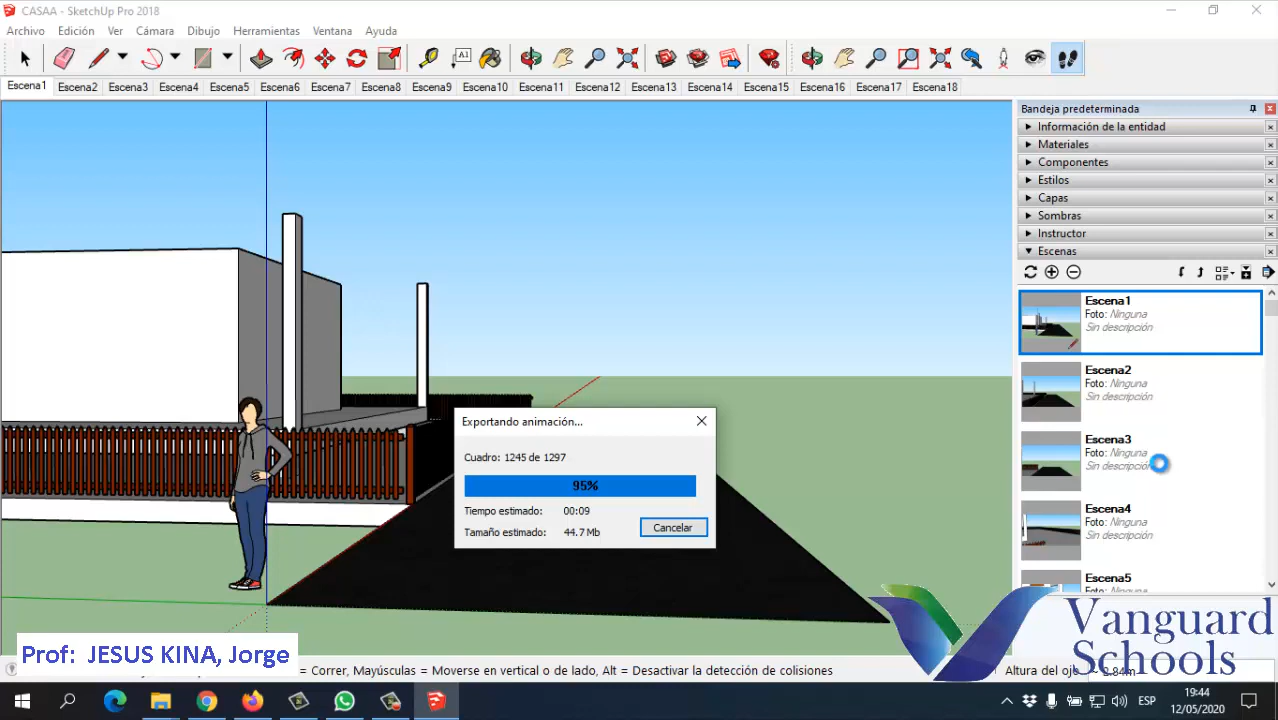 CASAA - SketchUp Pro 2018
Archivo Edición Ver Cámara Dibujo Herramientas Ventana Ayuda
A1
Escena1 Escena2 Escena3 Escena4 Escena5 Escena6 Escena7 Escena8 Escena9 Escena10 Escena11 Escena12 Escena13 Escena14 Escena15 Escena16 Escena17 Escena18
Bandeja predeterminada
Información de la entidad
Materiales
Componentes
Estilos
Capas
Sombras
Instructor
Escenas
Escena1
Foto: Ninguna
Sin descripción
Escena2
Foto: Ninguna
Sin descripción
Escena3
Foto: Ninguna
Sin descripción
Escena4
Foto: Ninguna
Sin descripción
Escena5
Exportando animación...
Cuadro: 1245 de 1297
95%
Tiempo estimado: 00:09
Tamaño estimado: 44.7 Mb
Cancelar
Vanguard
Schools
Prof: JESUS KINA, Jorge
= Correr, Mayúsculas = Moverse en vertical o de lado, Alt = Desactivar la detección de colisiones
Altura del ojo
ESP
19:44
12/05/2020